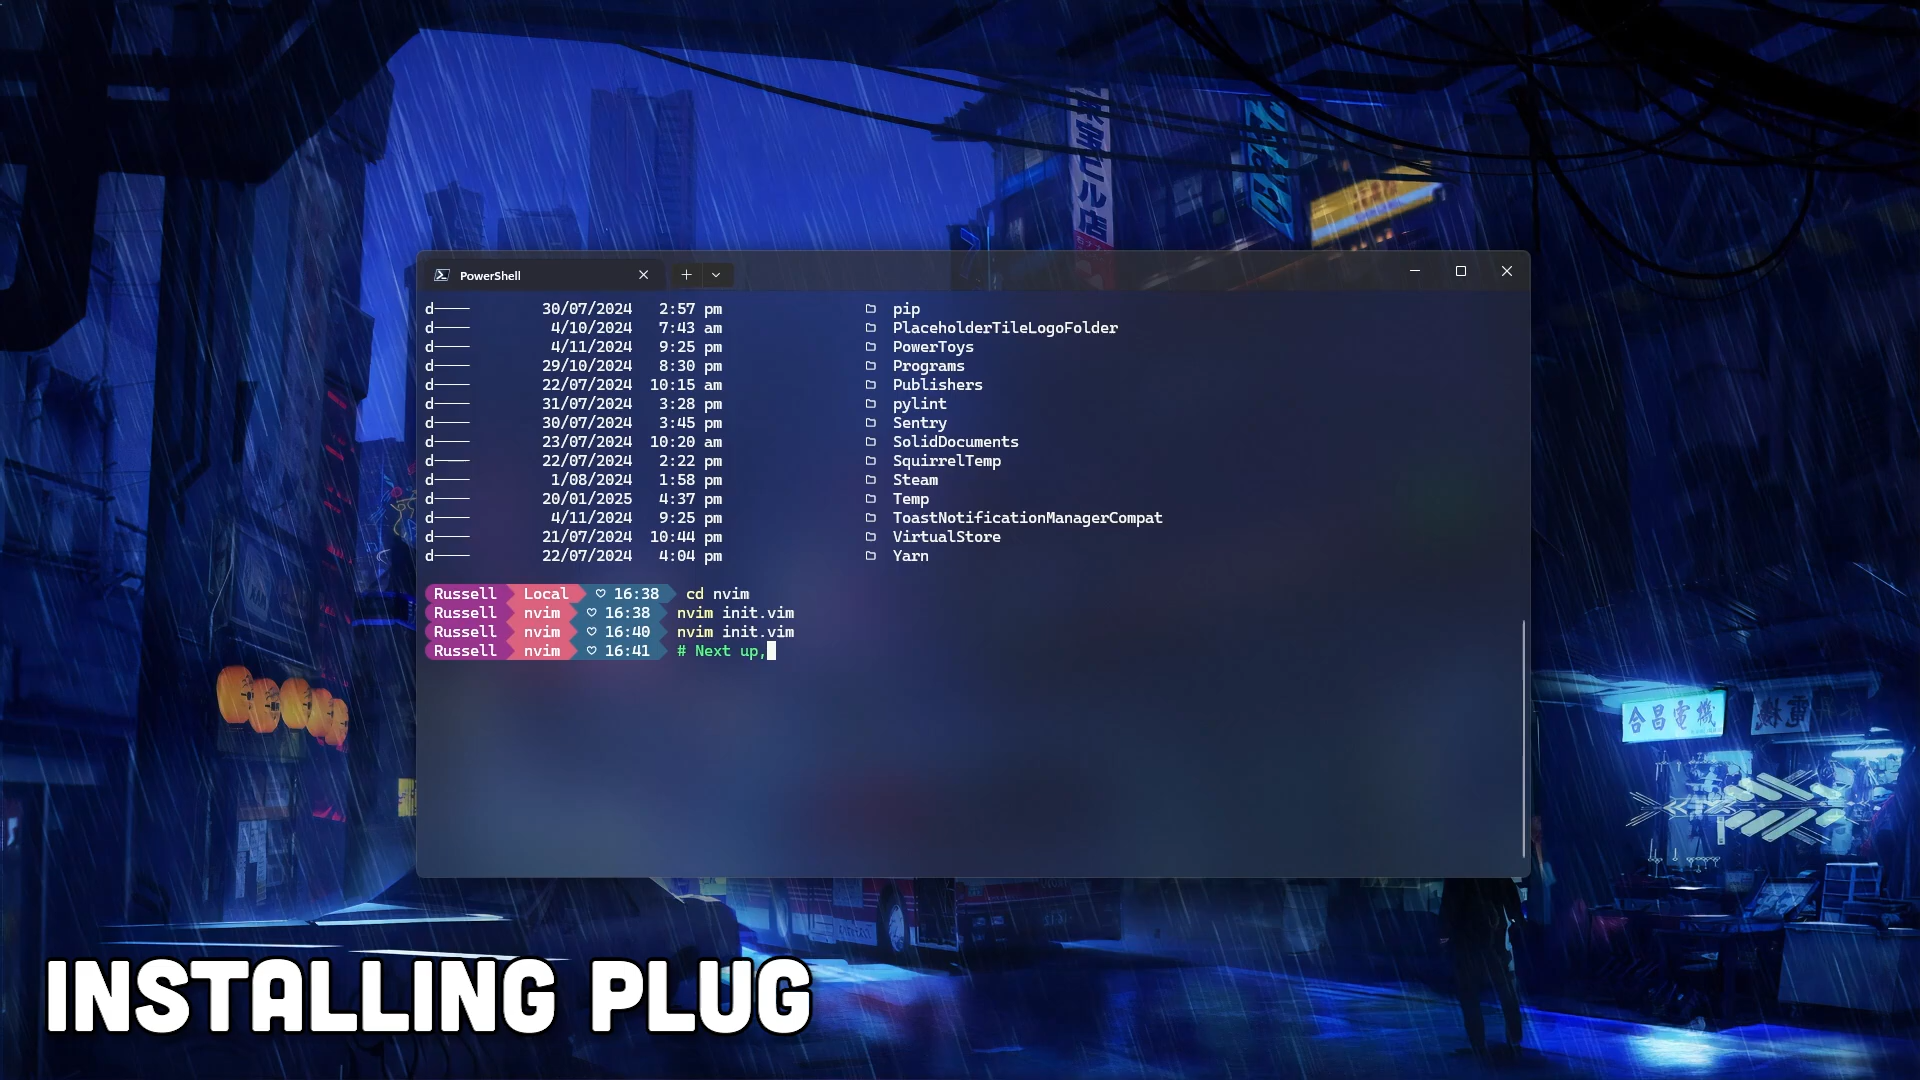 PowerShell
d———— 30/07/2024 2:57 pm pip
d———— 4/10/2024 7:43 am PlaceholderTileLogoFolder
d———— 4/11/2024 9:25 pm PowerToys
d———— 29/10/2024 8:30 pm Programs
d———— 22/07/2024 10:15 am Publishers
d———— 31/07/2024 3:28 pm pylint
d———— 30/07/2024 3:45 pm Sentry
d———— 23/07/2024 10:20 am SolidDocuments
d———— 22/07/2024 2:22 pm SquirrelTemp
d———— 1/08/2024 1:58 pm Steam
d———— 20/01/2025 4:37 pm Temp
d———— 4/11/2024 9:25 pm ToastNotificationManagerCompat
d———— 21/07/2024 10:44 pm VirtualStore
d———— 22/07/2024 4:04 pm Yarn
Russell Local ♡ 16:38 cd nvim
Russell nvim ♡ 16:38 nvim init.vim
Russell nvim ♡ 16:40 nvim init.vim
Russell nvim ♡ 16:41 # Next up,
合昌電機
INSTALLING PLUG